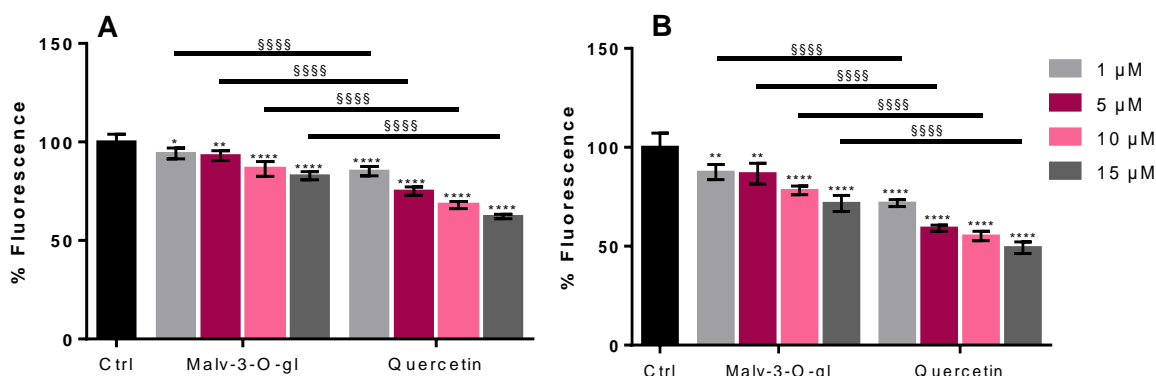 A
§§§§
§§§§
§§§§
§§§§
150
100
50
0
% Fluorescence
* ** **** **** **** **** **** ****
Ctrl Malv-3-O-gl Quercetin
B
§§§§
§§§§
§§§§
§§§§
150
100
50
0
% Fluorescence
** ** **** **** **** **** **** ****
Ctrl Malv-3-O-gl Quercetin
1 µM
5 µM
10 µM
15 µM